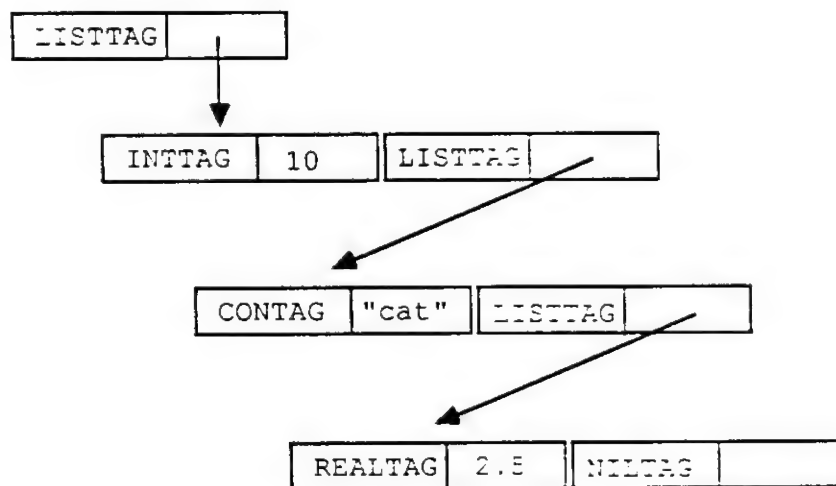 LISTTAG
INTTAG 10 LISTTAG
CONTAG "cat" LISTTAG
REALTAG 2.5 NILTAG